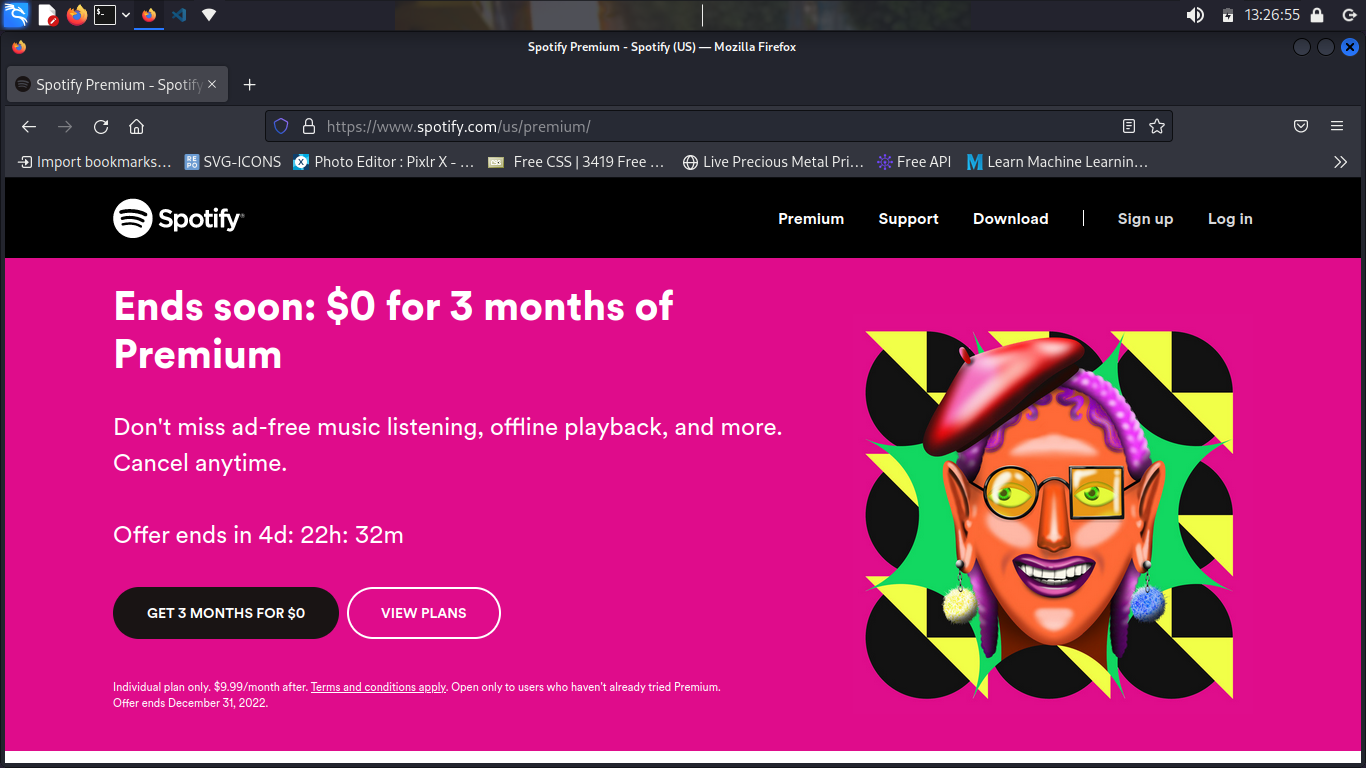 13:26:55
Spotify Premium - Spotify (US) — Mozilla Firefox
Spotify Premium - Spotify
https://www.spotify.com/us/premium/
Import bookmarks… SVG-ICONS Photo Editor : Pixlr X - … Free CSS | 3419 Free … Live Precious Metal Pri… Free API Learn Machine Learnin…
Spotify® Premium Support Download Sign up Log in
Ends soon: $0 for 3 months of
Premium
Don't miss ad-free music listening, offline playback, and more.
Cancel anytime.
Offer ends in 4d: 22h: 32m
GET 3 MONTHS FOR $0 VIEW PLANS
Individual plan only. $9.99/month after. Terms and conditions apply. Open only to users who haven't already tried Premium.
Offer ends December 31, 2022.